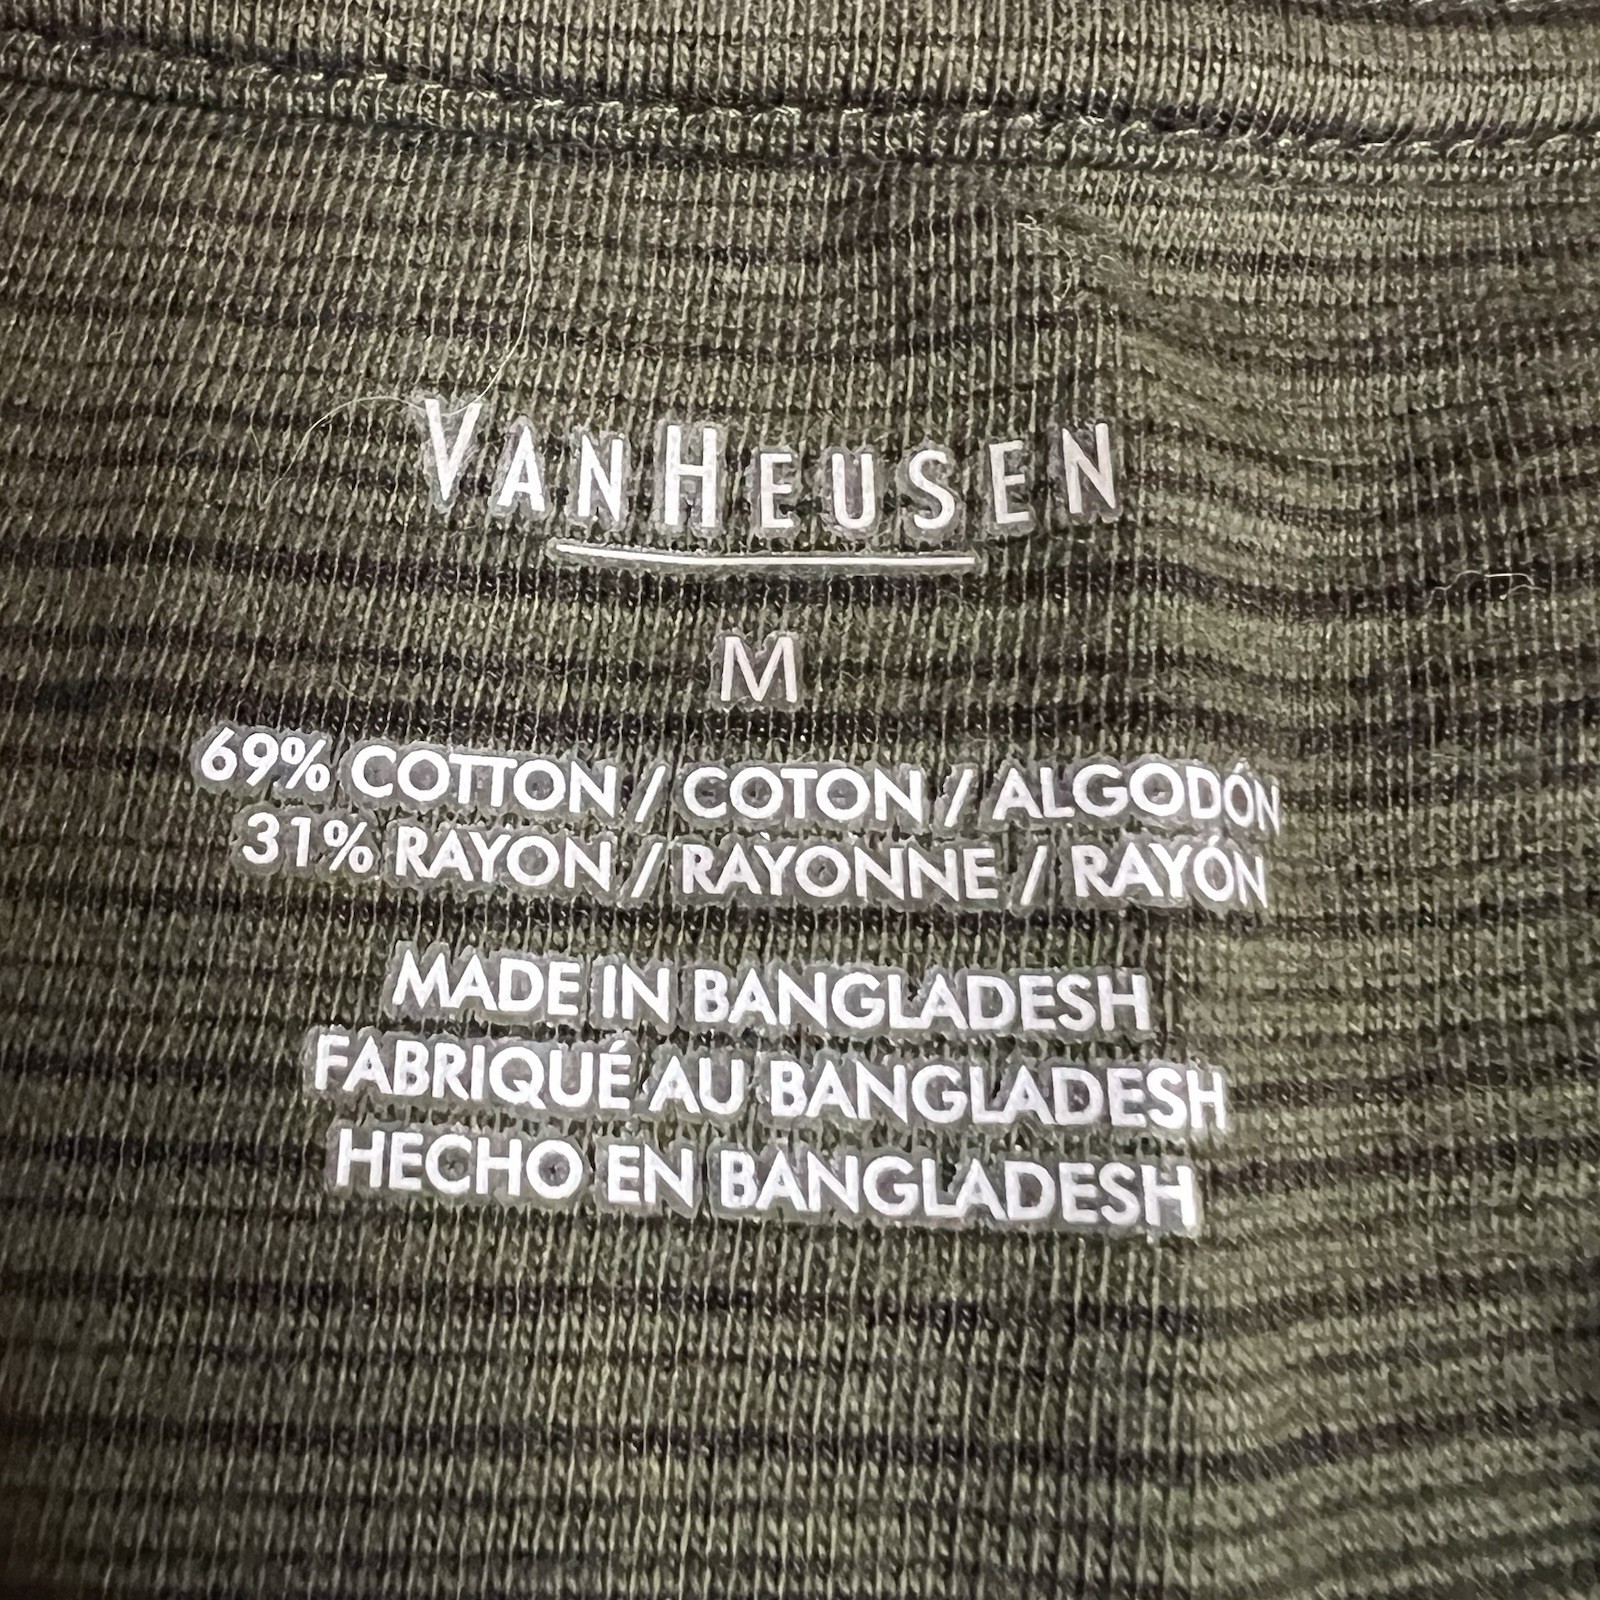 VANHEUSEN
M
69% COTTON / COTON / ALGODÓN
31% RAYON / RAYONNE / RAYÓN
MADE IN BANGLADESH
FABRIQUÉ AU BANGLADESH
HECHO EN BANGLADESH